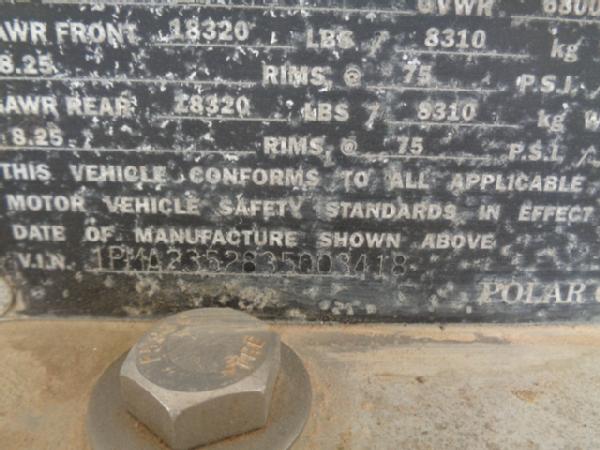 GVWR 6800
GAWR FRONT 18320 LBS / 8310 kg
8.25 RIMS @ 75 P.S.I. /
GAWR REAR 18320 LBS / 8310 kg W
8.25 RIMS @ 75 P.S.I. /
THIS VEHICLE CONFORMS TO ALL APPLICABLE
MOTOR VEHICLE SAFETY STANDARDS IN EFFECT
DATE OF MANUFACTURE SHOWN ABOVE
V.I.N. 1PMA2352835003418
POLAR